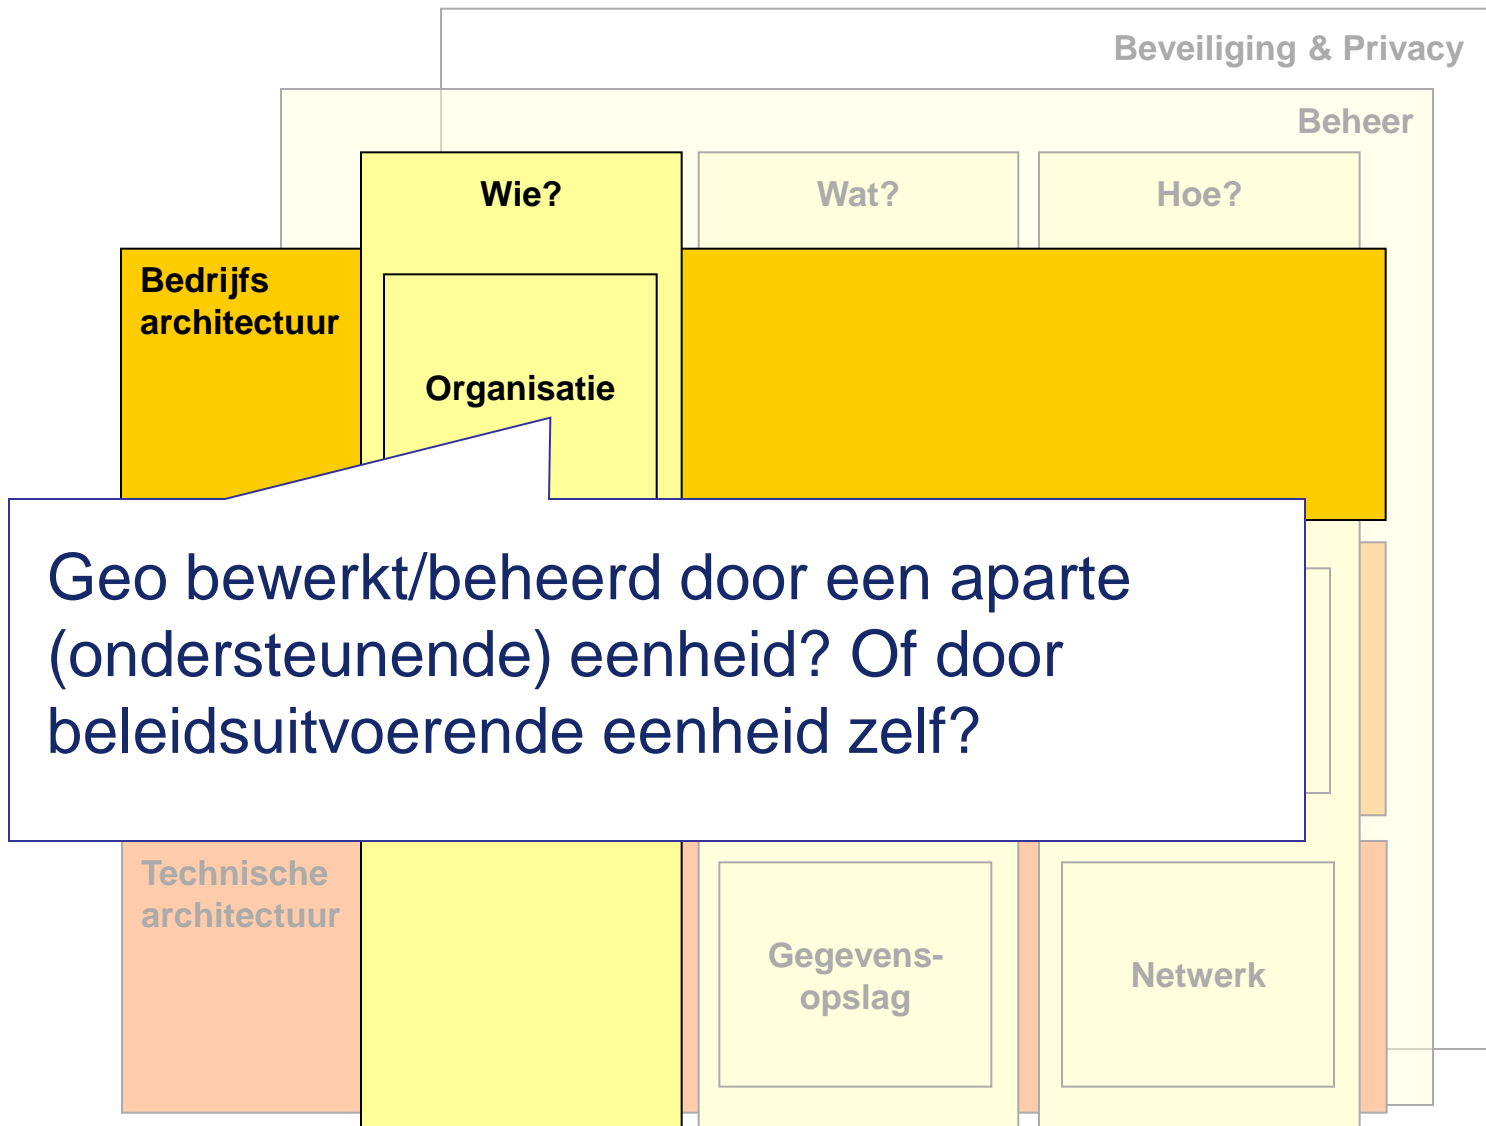 Beveiliging & Privacy
Beheer
Wie?
Wat?
Hoe?
Bedrijfs
architectuur
Organisatie
Geo bewerkt/beheerd door een aparte
(ondersteunende) eenheid? Of door
beleidsuitvoerende eenheid zelf?
Technische
architectuur
Gegevens-
opslag
Netwerk